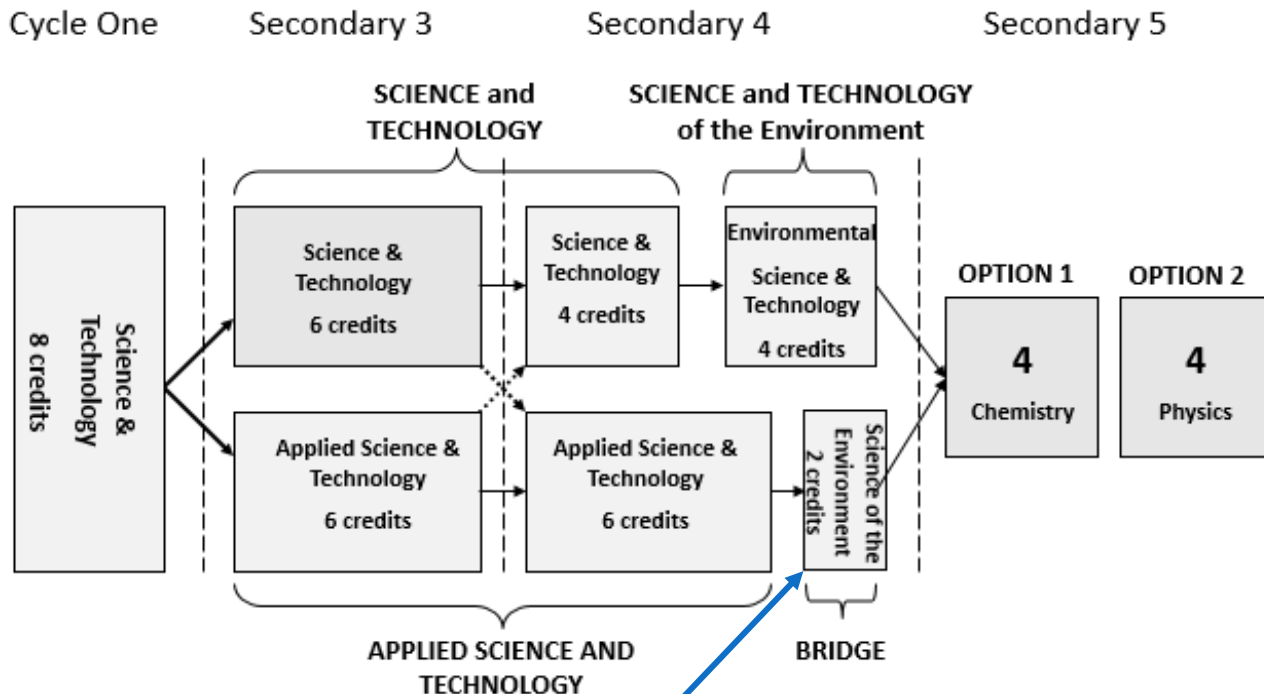 Cycle One
Secondary 3
Secondary 4
Secondary 5
SCIENCE and
TECHNOLOGY
SCIENCE and TECHNOLOGY
of the Environment
Science &
Technology
8 credits
Science &
Technology
6 credits
Science &
Technology
4 credits
Environmental
Science &
Technology
4 credits
OPTION 1
4
Chemistry
OPTION 2
4
Physics
Applied Science &
Technology
6 credits
Applied Science &
Technology
6 credits
Science of the
Environment
2 credits
APPLIED SCIENCE AND
TECHNOLOGY
BRIDGE